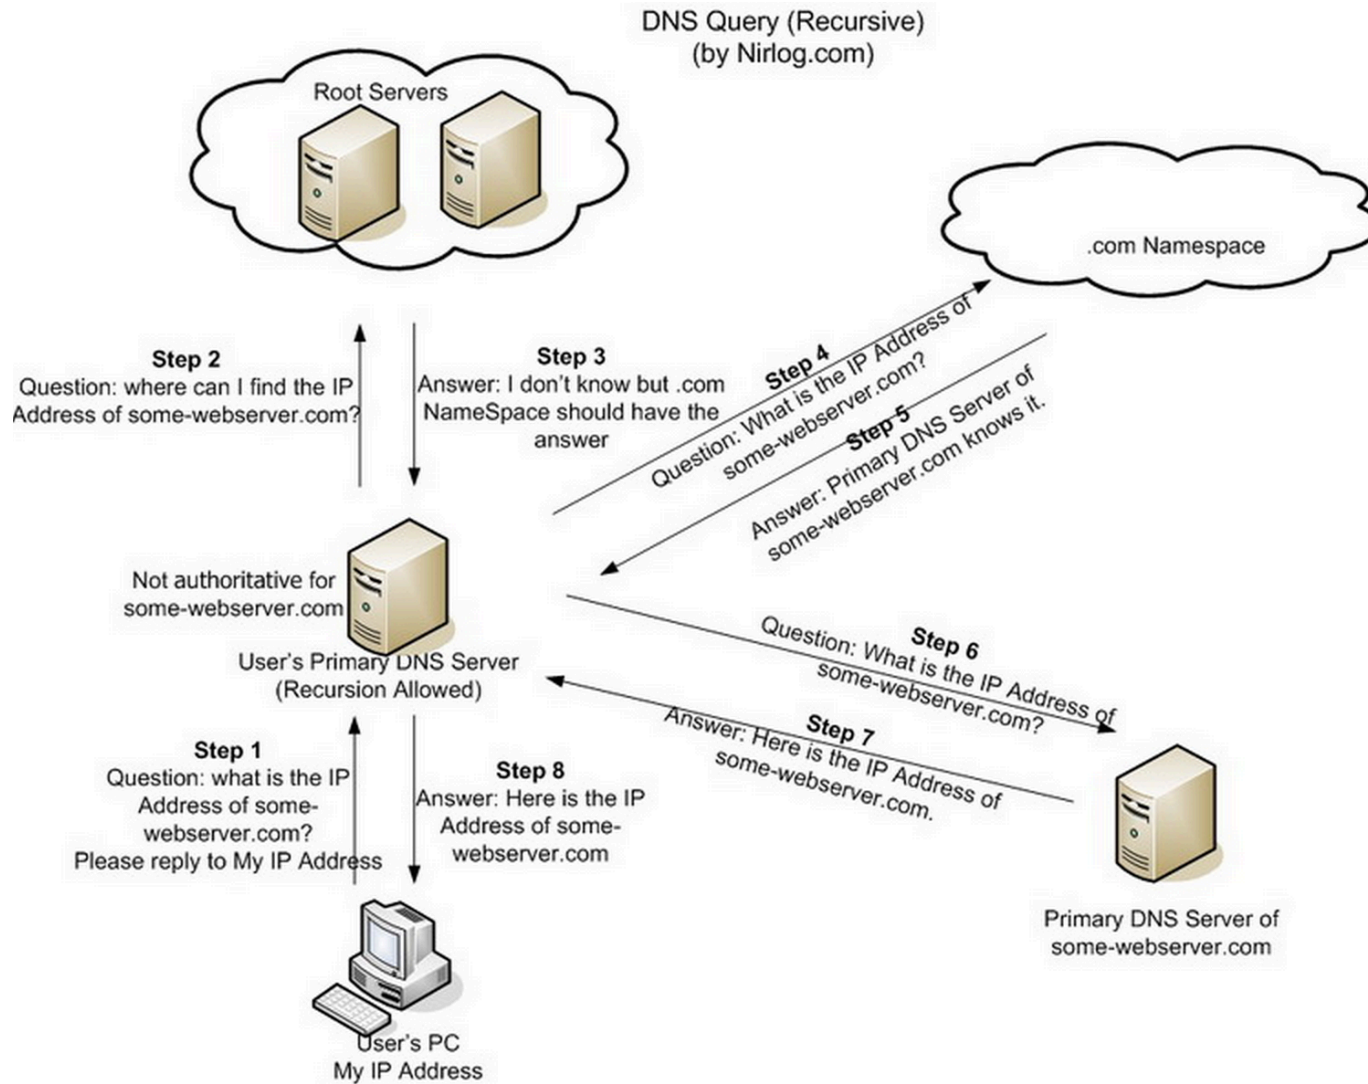 DNS Query (Recursive)
(by Nirlog.com)
Root Servers
.com Namespace
Step 2
Question: where can I find the IP
Address of some-webserver.com?
Step 3
Answer: I don't know but .com
NameSpace should have the
answer
Step 4
Question: What is the IP Address of
some-webserver.com?
Step 5
Answer: Primary DNS Server of
some-webserver.com knows it.
Not authoritative for
some-webserver.com
User's Primary DNS Server
(Recursion Allowed)
Step 6
Question: What is the IP Address of
some-webserver.com?
Step 7
Answer: Here is the IP Address of
some-webserver.com.
Step 1
Question: what is the IP
Address of some-
webserver.com?
Please reply to My IP Address
Step 8
Answer: Here is the IP
Address of some-
webserver.com
Primary DNS Server of
some-webserver.com
User's PC
My IP Address